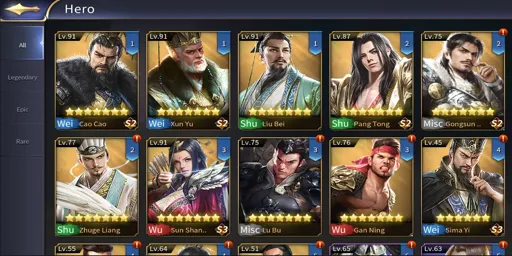 Hero
All
Legendary
Epic
Rare
Lv.91 1
Wei Cao Cao S2
Lv.91 1
Wei Xun Yu
Lv.91 1
Shu Liu Bei
Lv.87 2
Shu Pang Tong S2
Lv.75 2
Misc Gongsun .. S2
Lv.77 2
Shu Zhuge Liang
Lv.91 3
Wu Sun Shan.. S3
Lv.75 3
Misc Lu Bu
Lv.76 4
Wu Gan Ning
Lv.45 4
Wei Sima Yi S3
Lv.55
Lv.64
Lv.51
Lv.65
Lv.63